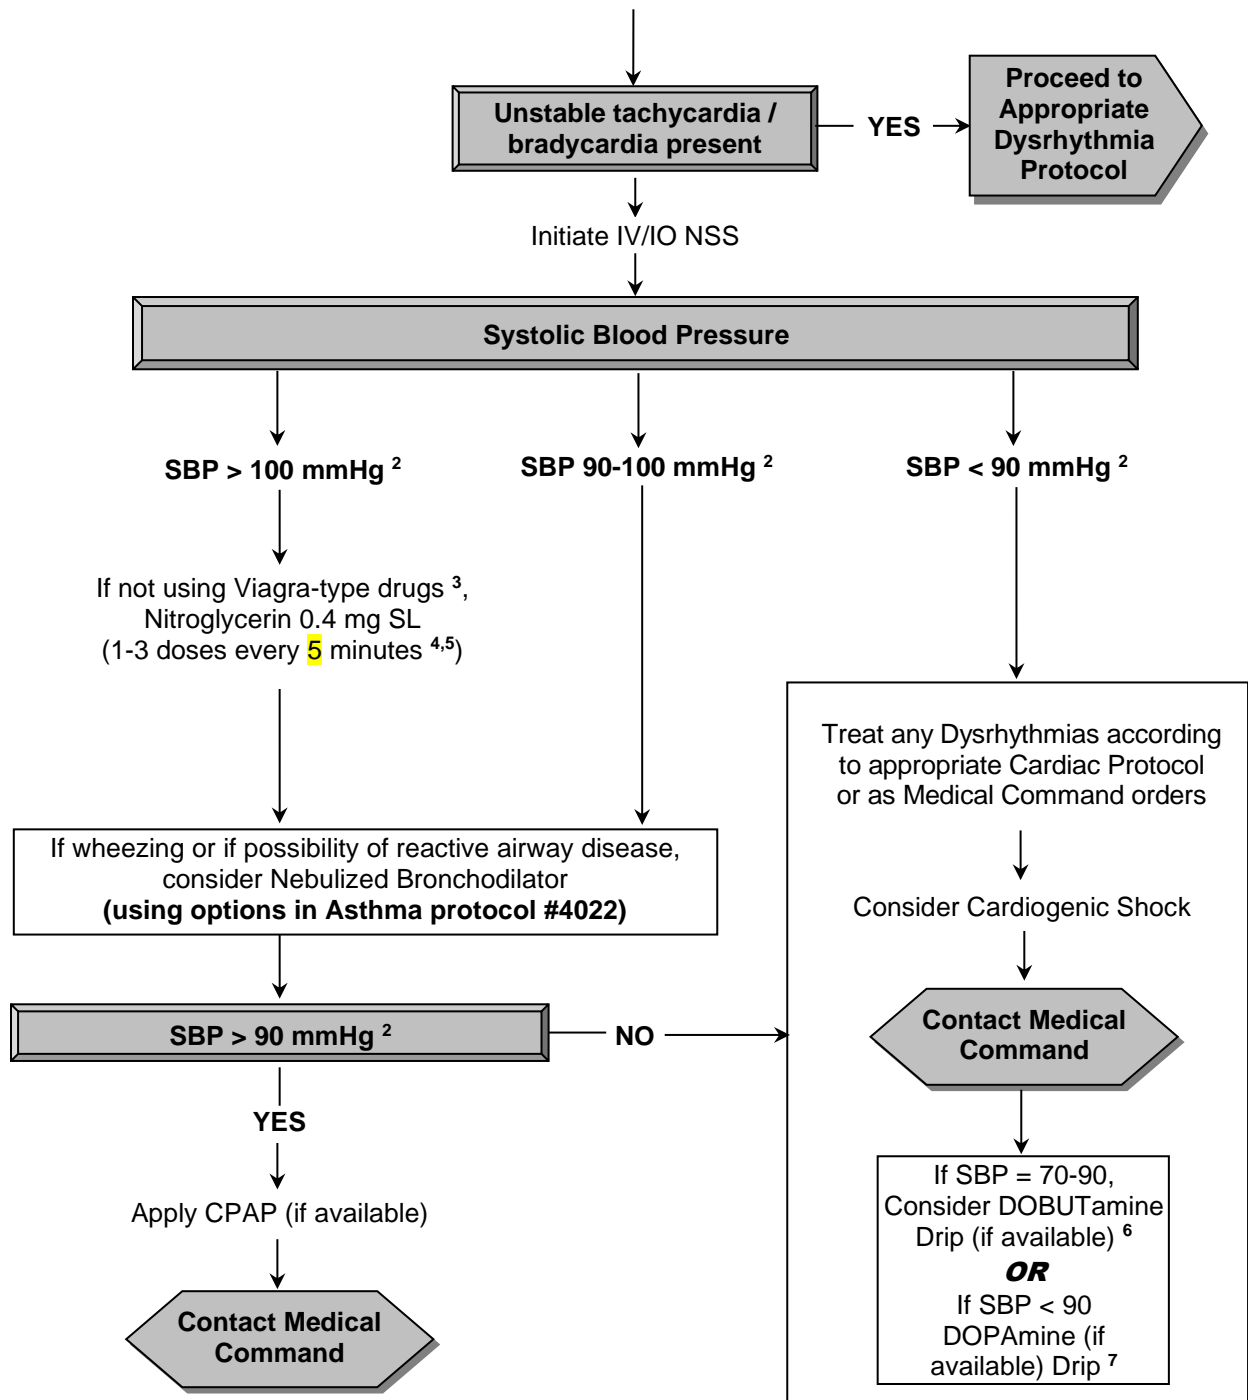 Unstable tachycardia /
bradycardia present
YES
Proceed to
Appropriate
Dysrhythmia
Protocol
Initiate IV/IO NSS
Systolic Blood Pressure
SBP > 100 mmHg 2
SBP 90-100 mmHg 2
SBP < 90 mmHg 2
If not using Viagra-type drugs 3,
Nitroglycerin 0.4 mg SL
(1-3 doses every 5 minutes 4,5)
Treat any Dysrhythmias according
to appropriate Cardiac Protocol
or as Medical Command orders
If wheezing or if possibility of reactive airway disease,
consider Nebulized Bronchodilator
(using options in Asthma protocol #4022)
Consider Cardiogenic Shock
SBP > 90 mmHg 2
NO
Contact Medical
Command
YES
Apply CPAP (if available)
Contact Medical
Command
If SBP = 70-90,
Consider DOBUTamine
Drip (if available) 6
OR
If SBP < 90
DOPAmine (if
available) Drip 7